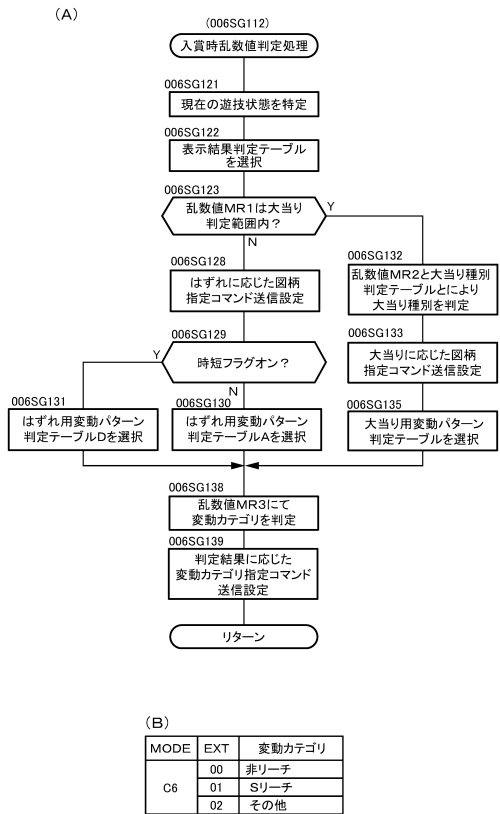 （A）
（006SG112）
入賞時乱数値判定処理
006SG121
現在の遊技状態を特定
006SG122
表示結果判定テーブル
を選択
006SG123
乱数値MR1は大当り
判定範囲内？
Y
N
006SG128
はずれに応じた図柄
指定コマンド送信設定
006SG129
時短フラグオン？
Y
N
006SG131
はずれ用変動パターン
判定テーブルDを選択
006SG130
はずれ用変動パターン
判定テーブルAを選択
006SG132
乱数値MR2と大当り種別
判定テーブルとにより
大当り種別を判定
006SG133
大当りに応じた図柄
指定コマンド送信設定
006SG135
大当り用変動パターン
判定テーブルを選択
006SG138
乱数値MR3にて
変動カテゴリを判定
006SG139
判定結果に応じた
変動カテゴリ指定コマンド
送信設定
リターン
（B）
MODE EXT 変動カテゴリ
C6 00 非リーチ
01 Sリーチ
02 その他